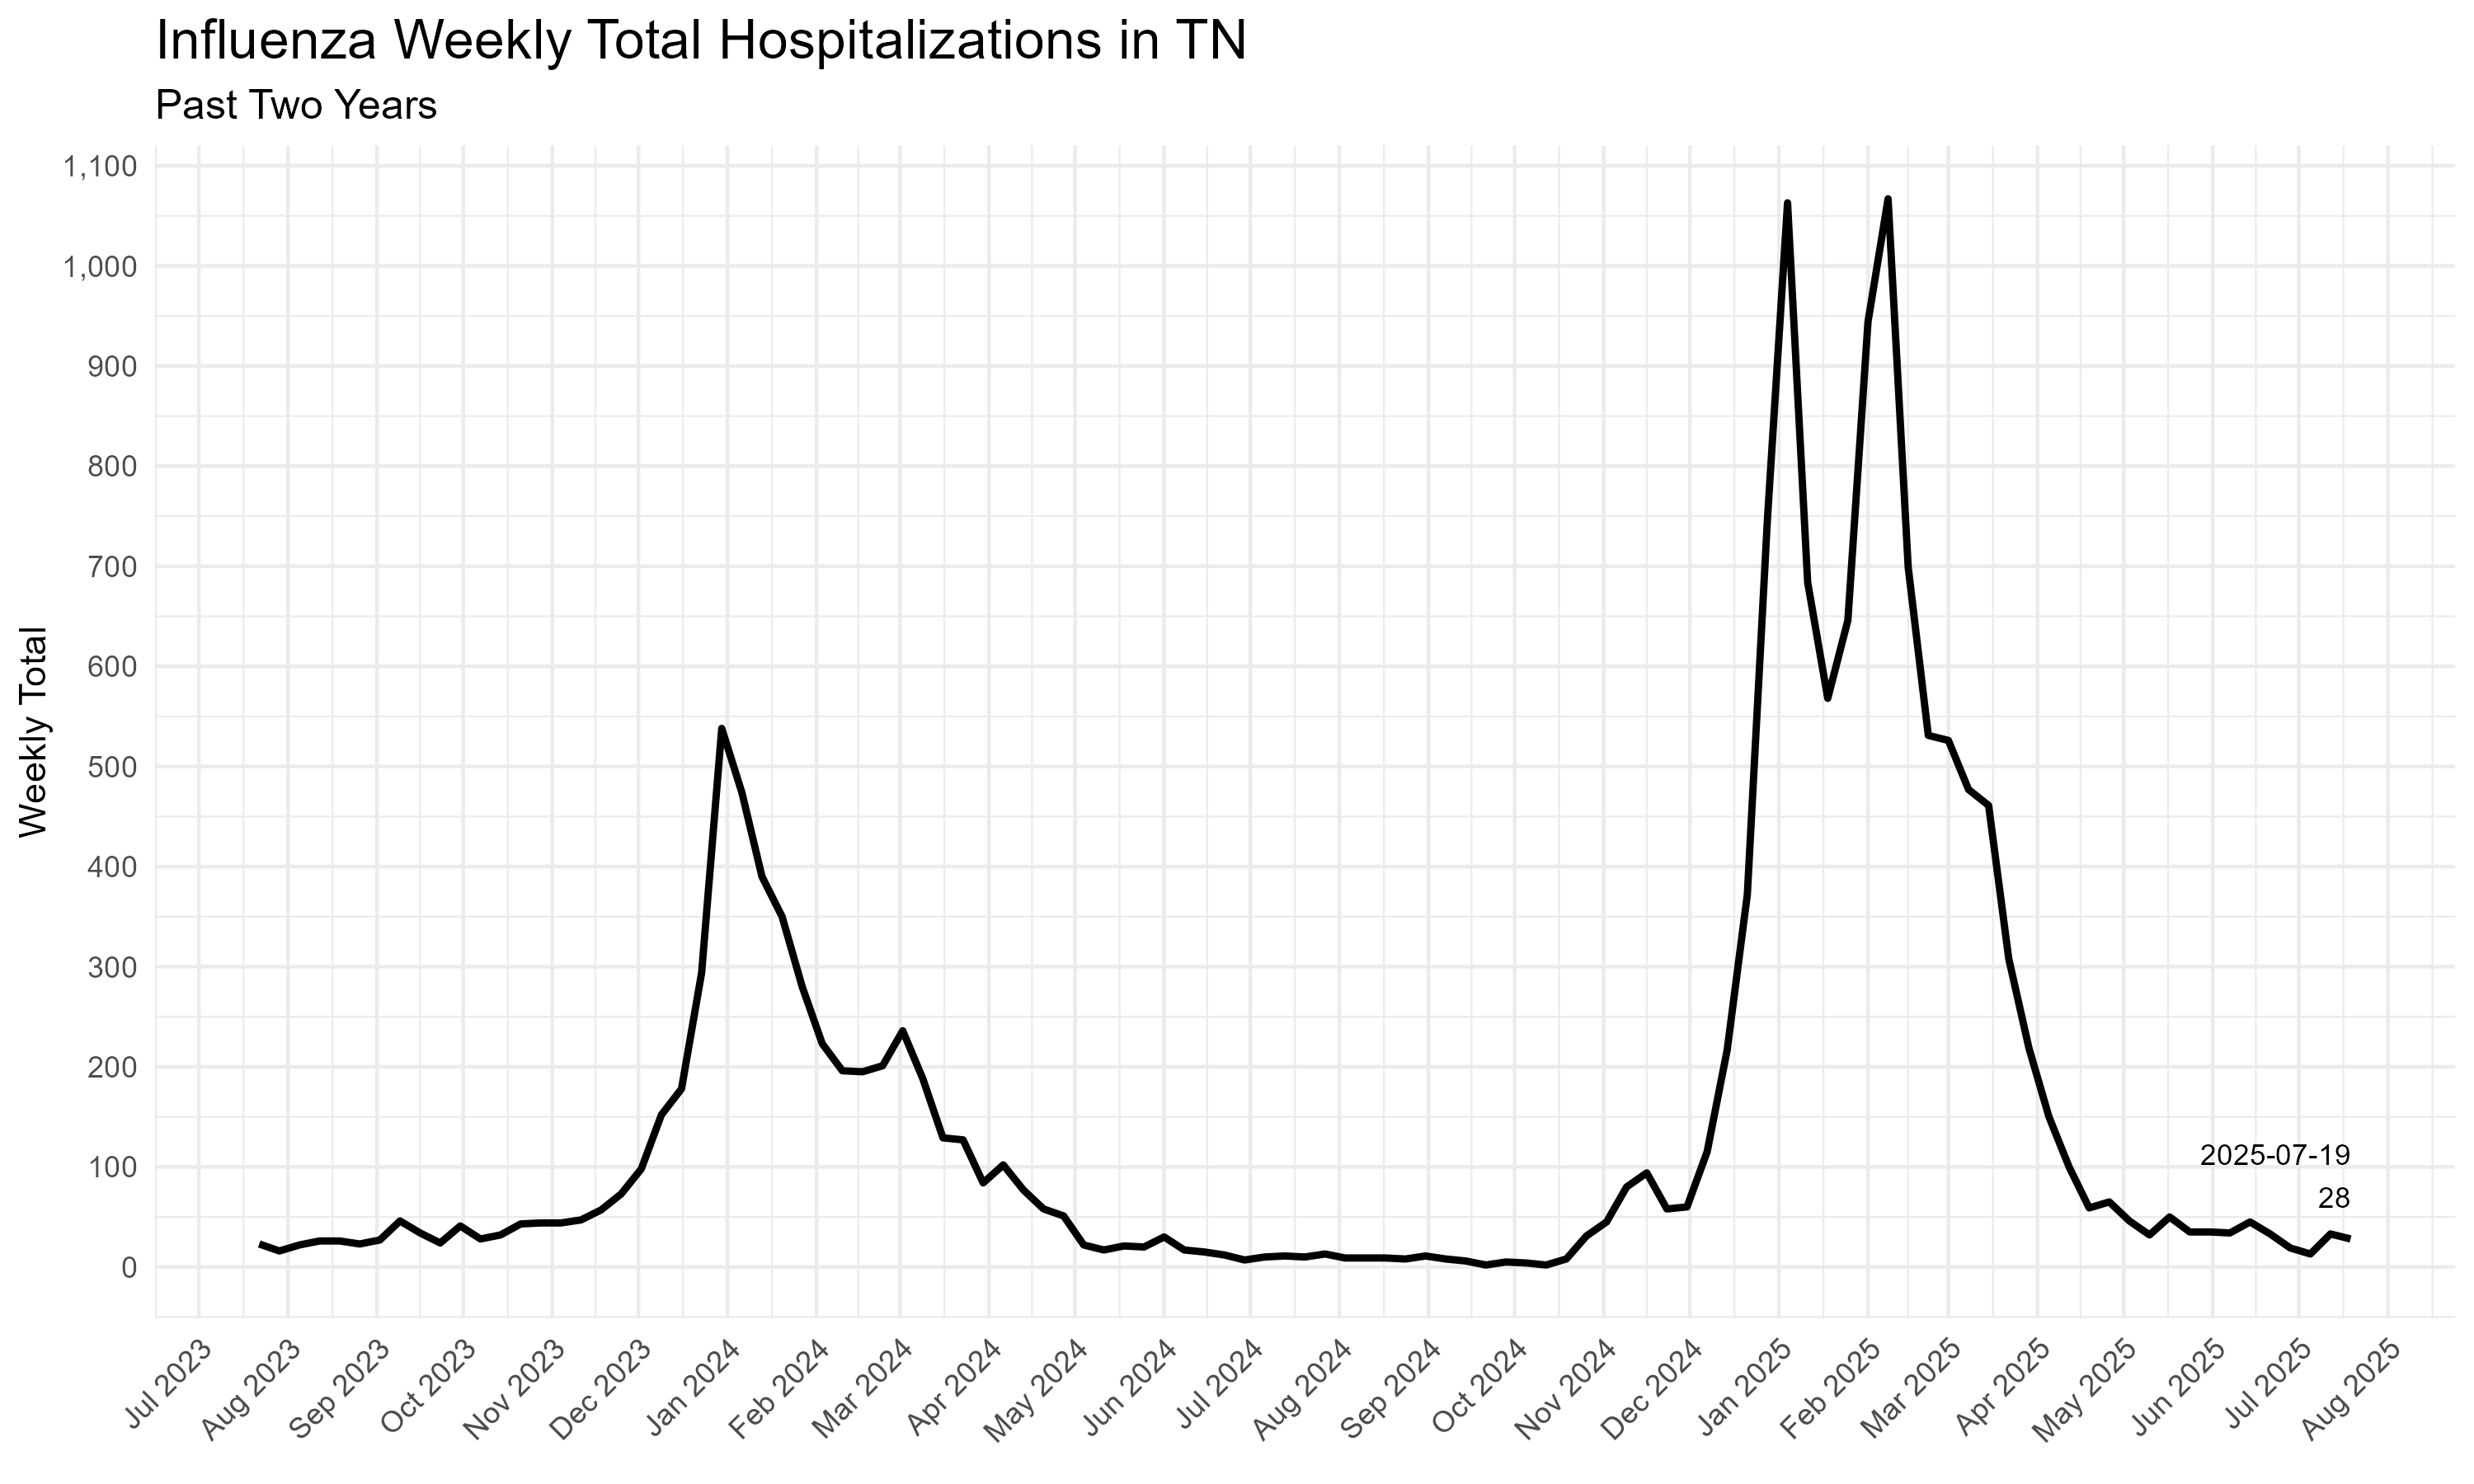 Influenza Weekly Total Hospitalizations in TN
Past Two Years
Weekly Total
1,100
1,000
900
800
700
600
500
400
300
200
100
0
2025-07-19
28
Jul 2023
Aug 2023
Sep 2023
Oct 2023
Nov 2023
Dec 2023
Jan 2024
Feb 2024
Mar 2024
Apr 2024
May 2024
Jun 2024
Jul 2024
Aug 2024
Sep 2024
Oct 2024
Nov 2024
Dec 2024
Jan 2025
Feb 2025
Mar 2025
Apr 2025
May 2025
Jun 2025
Jul 2025
Aug 2025